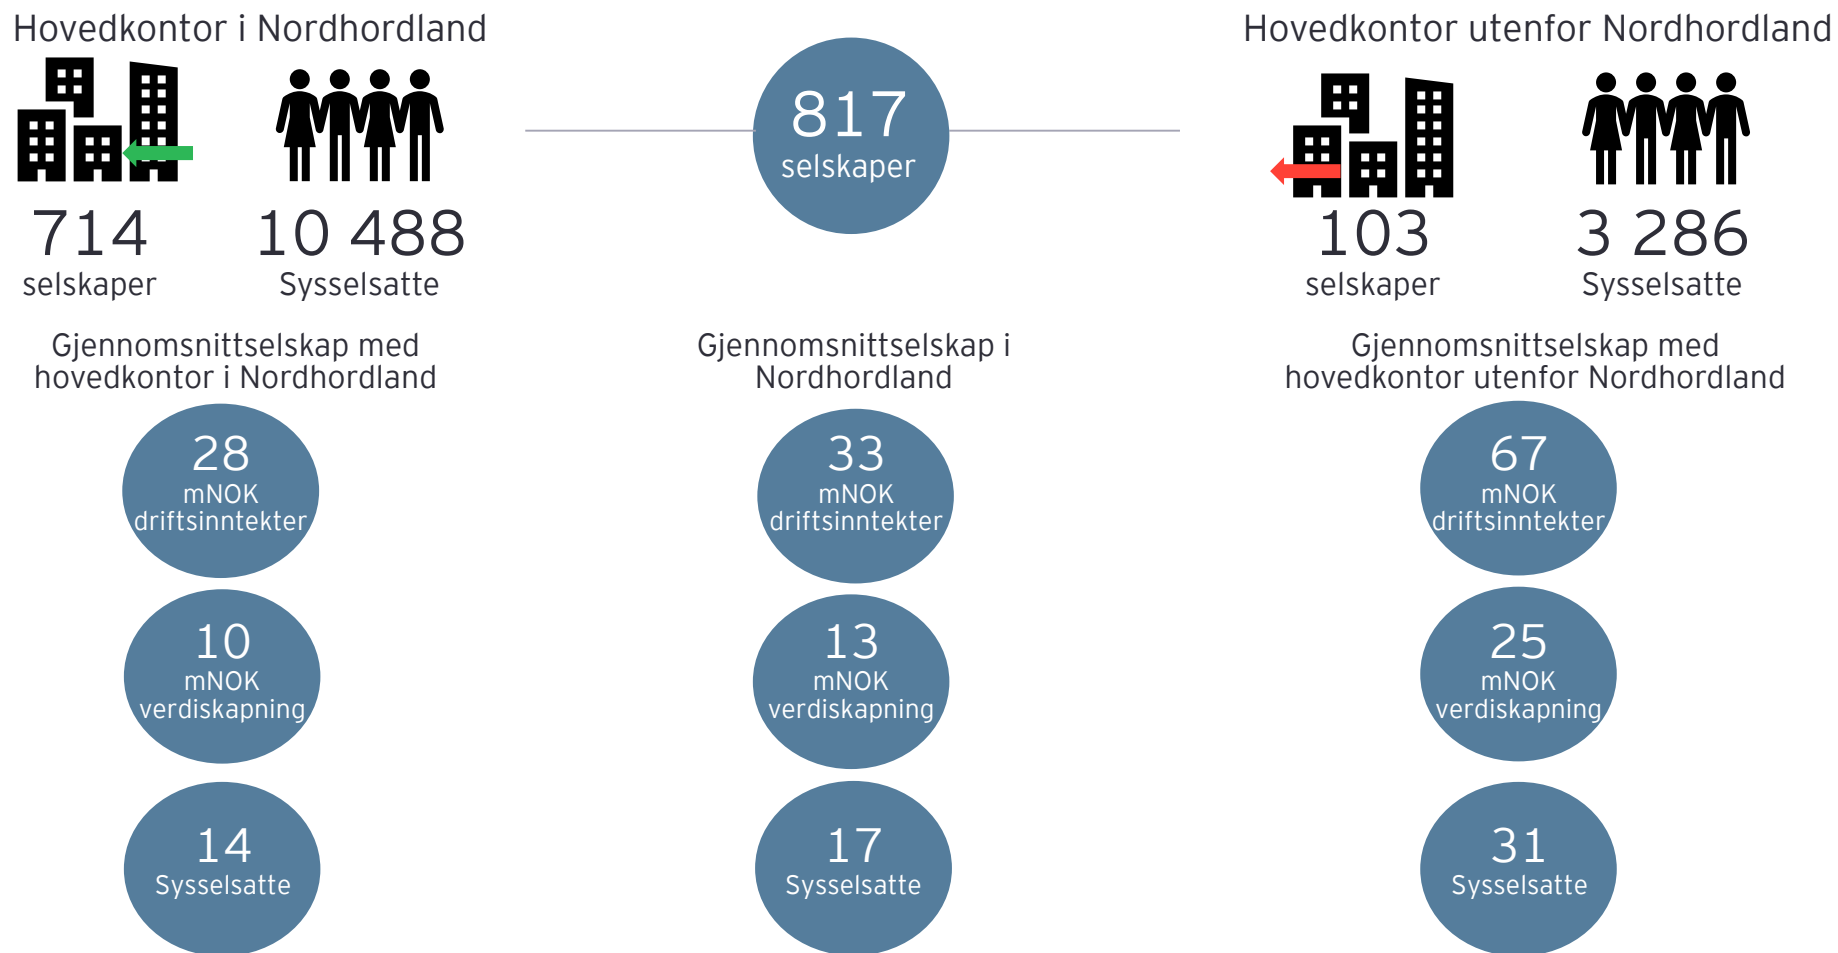 Hovedkontor i Nordhordland
714
selskaper
10 488
Sysselsatte
817
selskaper
Hovedkontor utenfor Nordhordland
103
selskaper
3 286
Sysselsatte
Gjennomsnittselskap med
hovedkontor i Nordhordland
28
mNOK
driftsinntekter
10
mNOK
verdiskapning
14
Sysselsatte
Gjennomsnittselskap i
Nordhordland
33
mNOK
driftsinntekter
13
mNOK
verdiskapning
17
Sysselsatte
Gjennomsnittselskap med
hovedkontor utenfor Nordhordland
67
mNOK
driftsinntekter
25
mNOK
verdiskapning
31
Sysselsatte